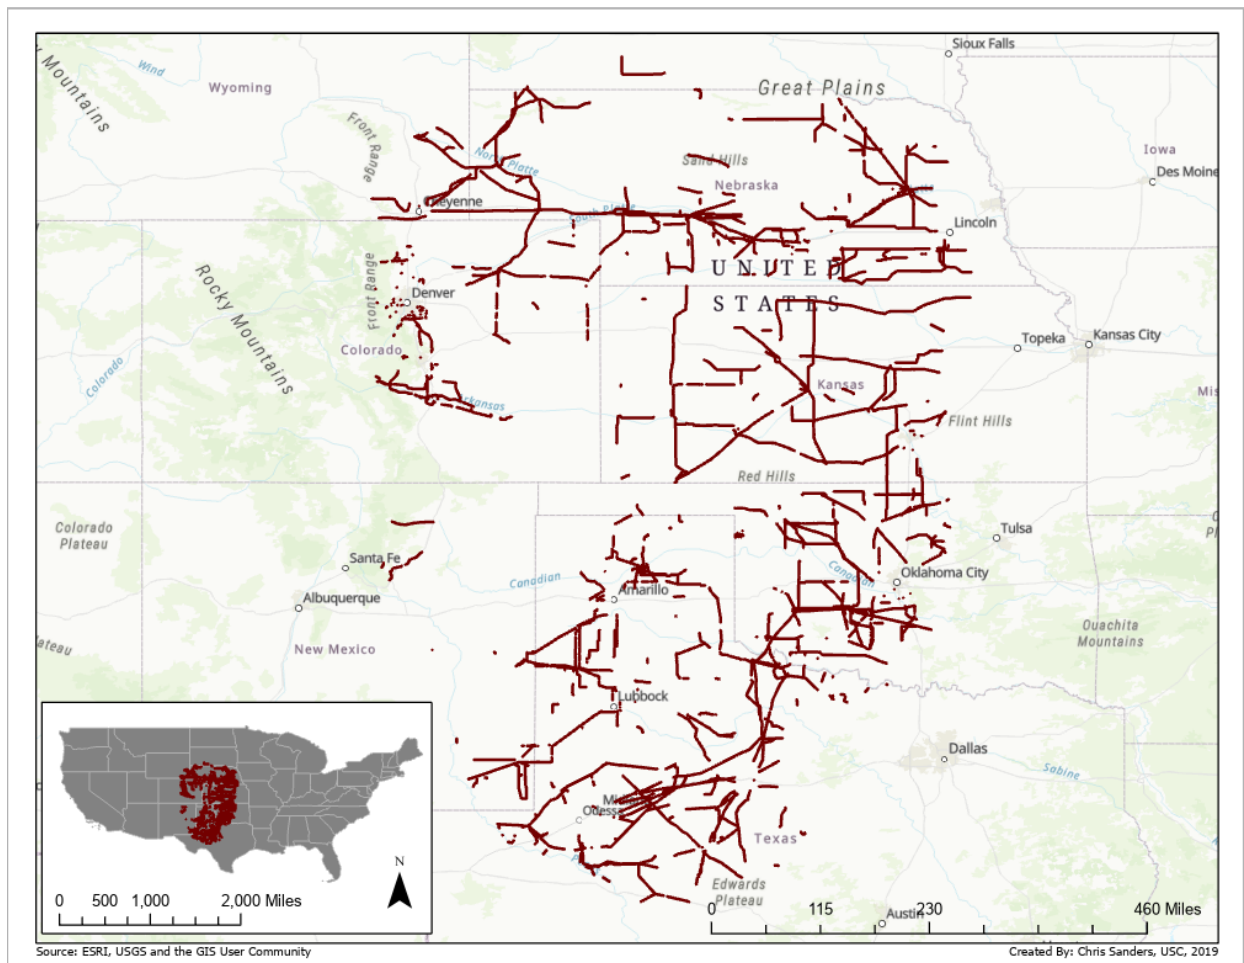 Sioux Falls
Mountains
Wind
Wyoming
Great Plains
Front Range
Iowa
North Platte
Sand Hills
Nebraska
Des Moine
Cheyenne
South Platte
Lincoln
UNITED
STATES
Rocky Mountains
Front Range
Denver
Colorado
Colorado
Arkansas
Topeka
Kansas City
Kansas
Mis
Flint Hills
Red Hills
Colorado
Plateau
Santa Fe
Tulsa
Canadian
Canadian
Oklahoma City
Albuquerque
Amarillo
Ouachita
Mountains
lateau
New Mexico
Lubbock
Dallas
Sabine
Odessa
Texas
Edwards
Plateau
Austin
N
0 500 1,000 2,000 Miles
0 115 230 460 Miles
Source: ESRI, USGS and the GIS User Community
Created By: Chris Sanders, USC, 2019